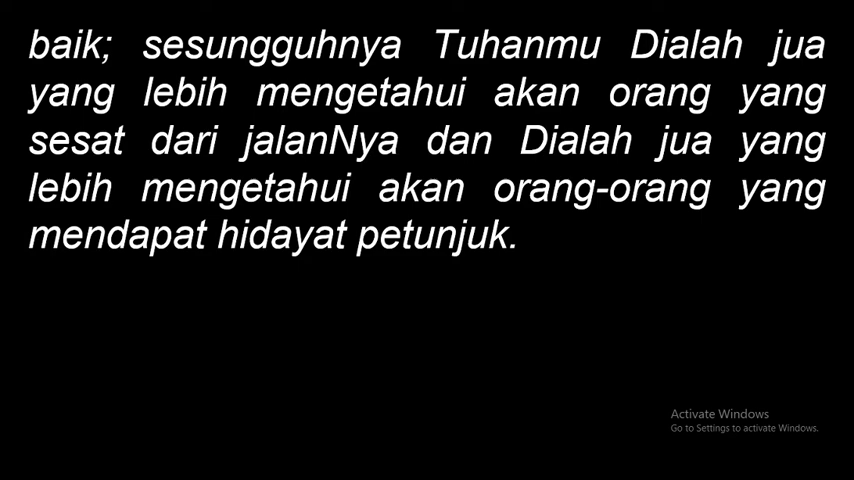 baik; sesungguhnya Tuhanmu Dialah jua
yang lebih mengetahui akan orang yang
sesat dari jalanNya dan Dialah jua yang
lebih mengetahui akan orang-orang yang
mendapat hidayat petunjuk.
Activate Windows
Go to Settings to activate Windows.